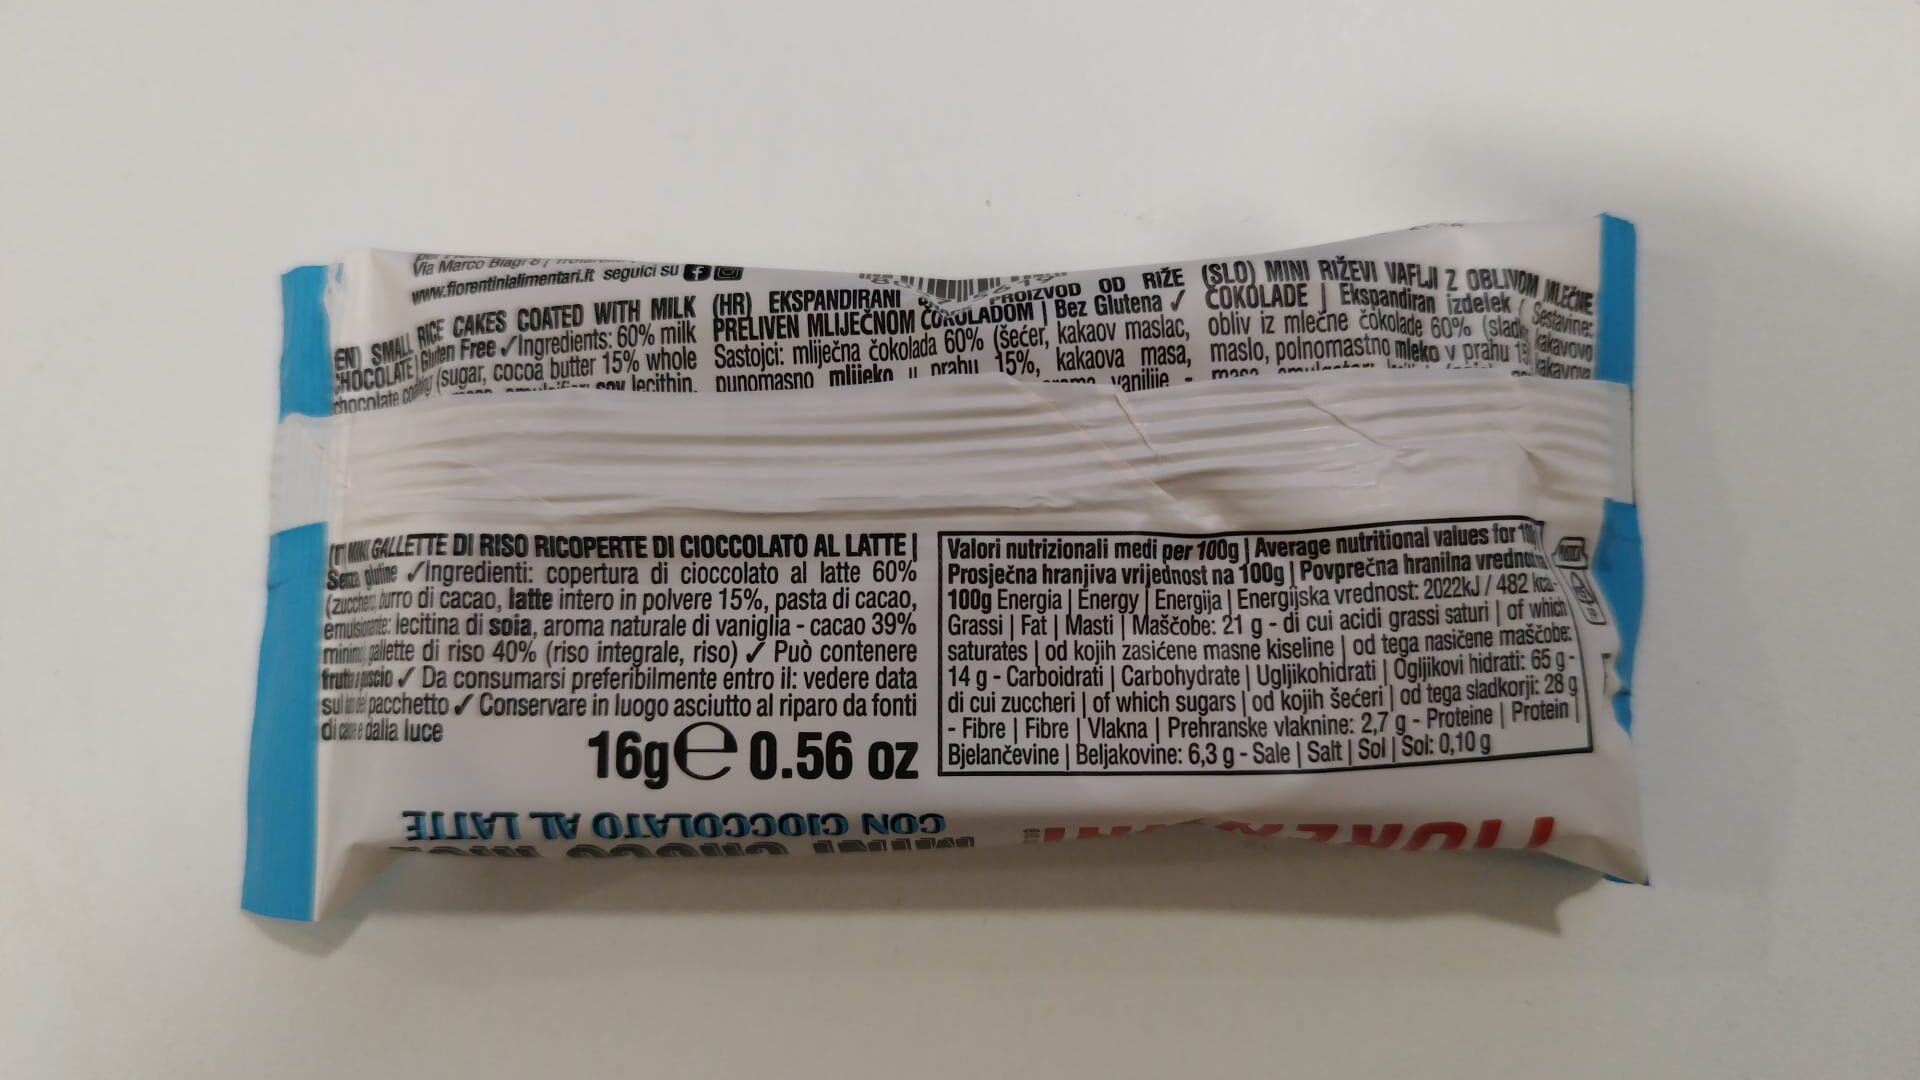 Via Marco Biagi 8
www.fiorentinialimentari.it seguici su
(EN) SMALL RICE CAKES COATED WITH MILK
CHOCOLATE | Gluten Free ✓ Ingredients: 60% milk
chocolate coating (sugar, cocoa butter 15% whole
soy lecithin,
(HR) EKSPANDIRANI PROIZVOD OD RIŽE
PRELIVEN MLIJEČNOM ČOKOLADOM | Bez Glutena ✓
Sastojci: mliječna čokolada 60% (šećer, kakaov maslac,
punomasno mlijeko u prahu 15%, kakaova masa,
vanilije -
(SLO) MINI RIŽEVI VAFLJI Z OBLIVOM MLEČNE
ČOKOLADE | Ekspandiran izdelek Sestavine:
obliv iz mlečne čokolade 60% (sladkor, kakavovo
maslo, polnomastno mleko v prahu 15 kakavova
masa
(IT) MINI GALLETTE DI RISO RICOPERTE DI CIOCCOLATO AL LATTE |
Senza glutine ✓ Ingredienti: copertura di cioccolato al latte 60%
(zucchero, burro di cacao, latte intero in polvere 15%, pasta di cacao,
emulsionante: lecitina di soia, aroma naturale di vaniglia - cacao 39%
minimo, gallette di riso 40% (riso integrale, riso) ✓ Può contenere
frutta a guscio ✓ Da consumarsi preferibilmente entro il: vedere data
sul pacchetto ✓ Conservare in luogo asciutto al riparo da fonti
di calore e dalla luce
16g e 0.56 oz
Valori nutrizionali medi per 100g | Average nutritional values for 100g
Prosječna hranjiva vrijednost na 100g | Povprečna hranilna vrednost
100g Energia | Energy | Energija | Energijska vrednost: 2022kJ / 482 kcal -
Grassi | Fat | Masti | Maščobe: 21 g - di cui acidi grassi saturi | of which
saturates | od kojih zasićene masne kiseline | od tega nasičene maščobe:
14 g - Carboidrati | Carbohydrate | Ugljikohidrati | Ogljikovi hidrati: 65 g -
di cui zuccheri | of which sugars | od kojih šećeri | od tega sladkorji: 28 g
- Fibre | Fibre | Vlakna | Prehranske vlaknine: 2,7 g - Proteine | Protein |
Bjelančevine | Beljakovine: 6,3 g - Sale | Salt | Sol | Sol: 0,10 g
CON CIOCCOLATO AL LATTE